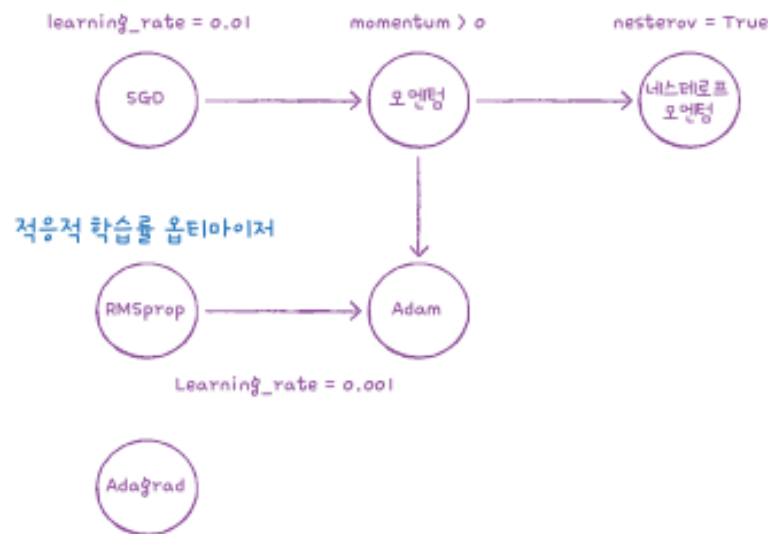 learning_rate = 0.01
momentum > 0
nesterov = True
SGD
모멘텀
네스테로프
모멘텀
적응적 학습률 옵티마이저
RMSprop
Adam
Learning_rate = 0.001
Adagrad